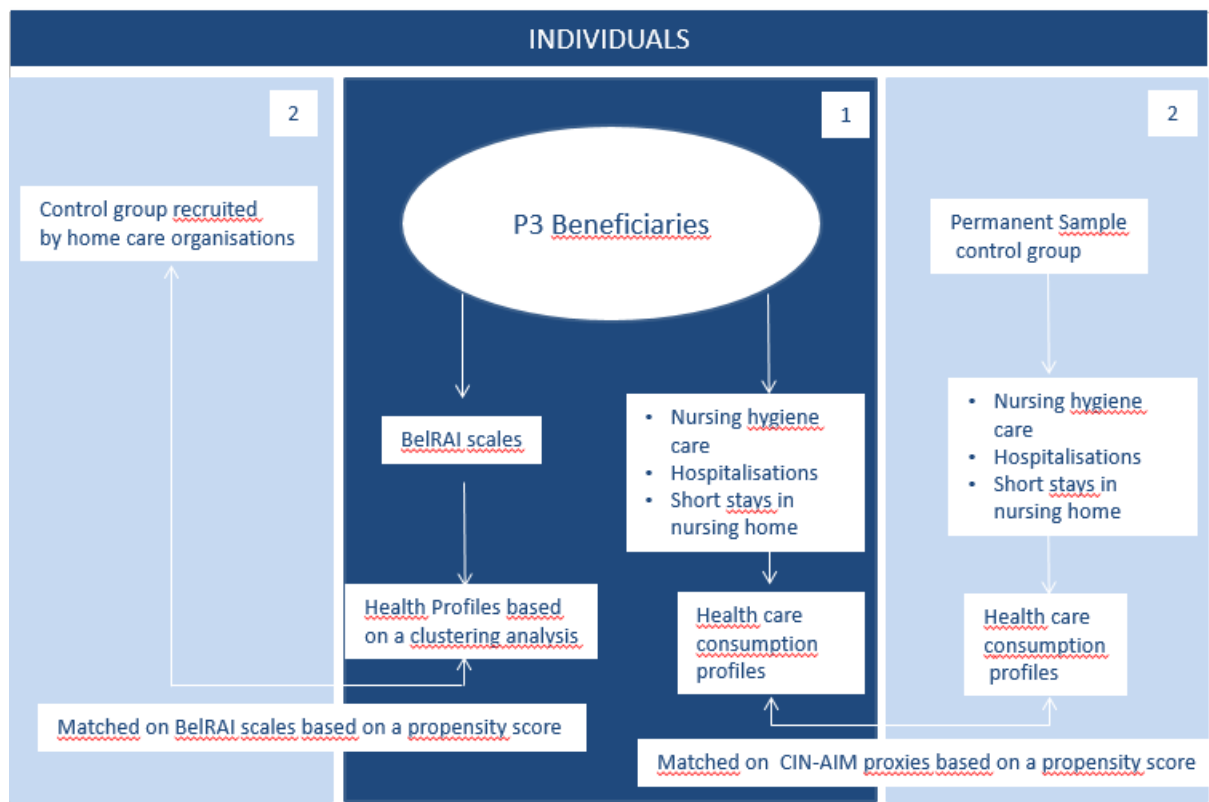 INDIVIDUALS
2
Control group recruited
by home care organisations
1
P3 Beneficiaries
BelRAI scales
• Nursing hygiene
care
• Hospitalisations
• Short stays in
nursing home
Health Profiles based
on a clustering analysis
Health care
consumption
profiles
2
Permanent Sample
control group
• Nursing hygiene
care
• Hospitalisations
• Short stays in
nursing home
Health care
consumption
profiles
Matched on BelRAI scales based on a propensity score
Matched on CIN-AIM proxies based on a propensity score